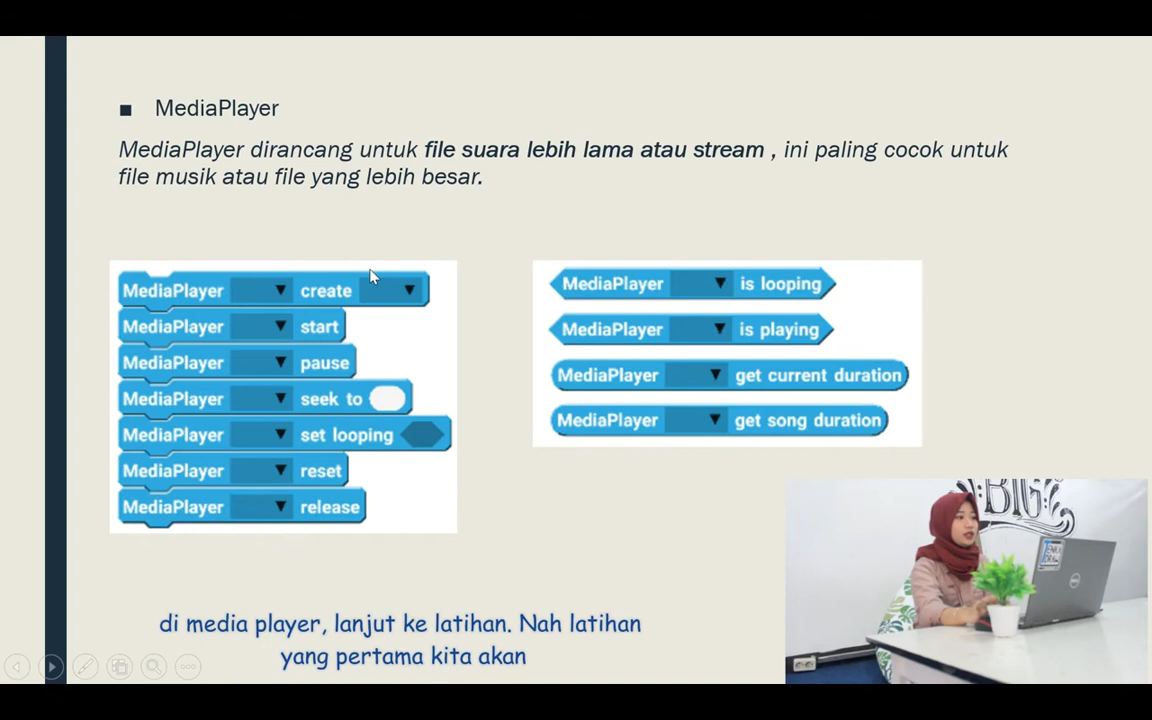 MediaPlayer
MediaPlayer dirancang untuk file suara lebih lama atau stream , ini paling cocok untuk
file musik atau file yang lebih besar.
MediaPlayer create
MediaPlayer start
MediaPlayer pause
MediaPlayer seek to
MediaPlayer set looping
MediaPlayer reset
MediaPlayer release
MediaPlayer is looping
MediaPlayer is playing
MediaPlayer get current duration
MediaPlayer get song duration
BIG
DELL
di media player, lanjut ke latihan. Nah latihan
yang pertama kita akan